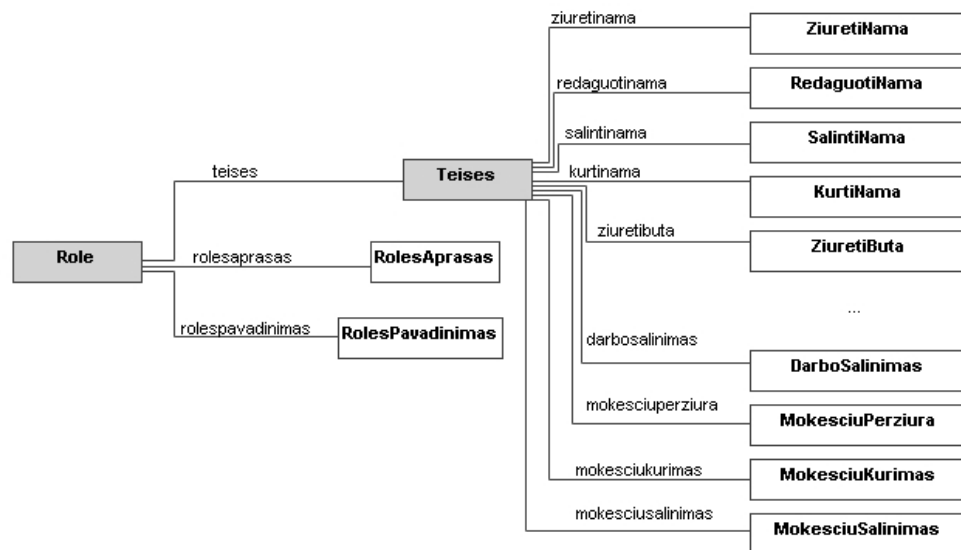 ziuretinama
ZiuretiNama
redaguotinama
RedaguotiNama
salintinama
SalintiNama
teises
Teises
kurtinama
KurtiNama
ziuretibuta
ZiuretiButa
Role
rolesaprasas
RolesAprasas
...
rolespavadinimas
RolesPavadinimas
darbosalinimas
DarboSalinimas
mokesciuperziura
MokesciuPerziura
mokesciukurimas
MokesciuKurimas
mokesciusalinimas
MokesciuSalinimas